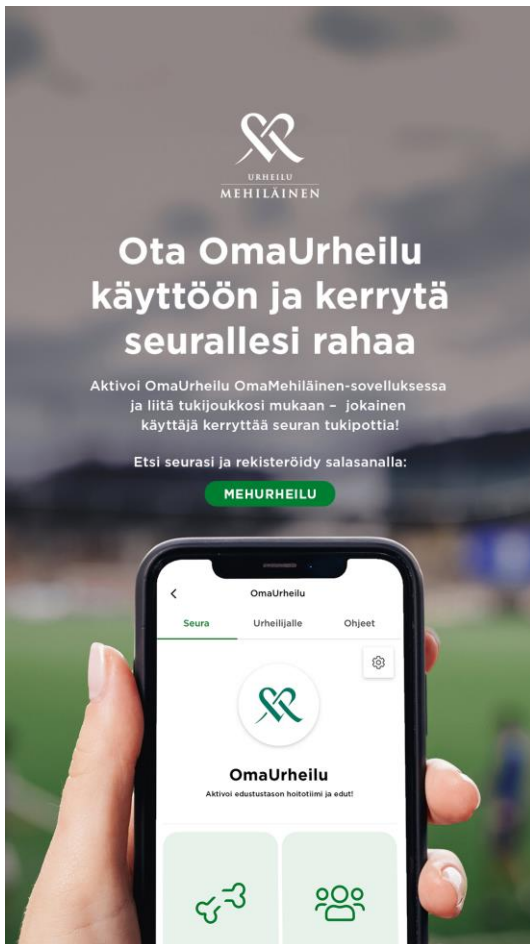 URHEILU
MEHILÄINEN
Ota OmaUrheilu
käyttöön ja kerrytä
seurallesi rahaa
Aktivoi OmaUrheilu OmaMehiläinen-sovelluksessa
ja liitä tukijoukkosi mukaan – jokainen
käyttäjä kerryttää seuran tukipottia!
Etsi seurasi ja rekisteröidy salasanalla:
MEHURHEILU
OmaUrheilu
Seura Urheilijalle Ohjeet
OmaUrheilu
Aktivoi edustustason hoitotiimi ja edut!